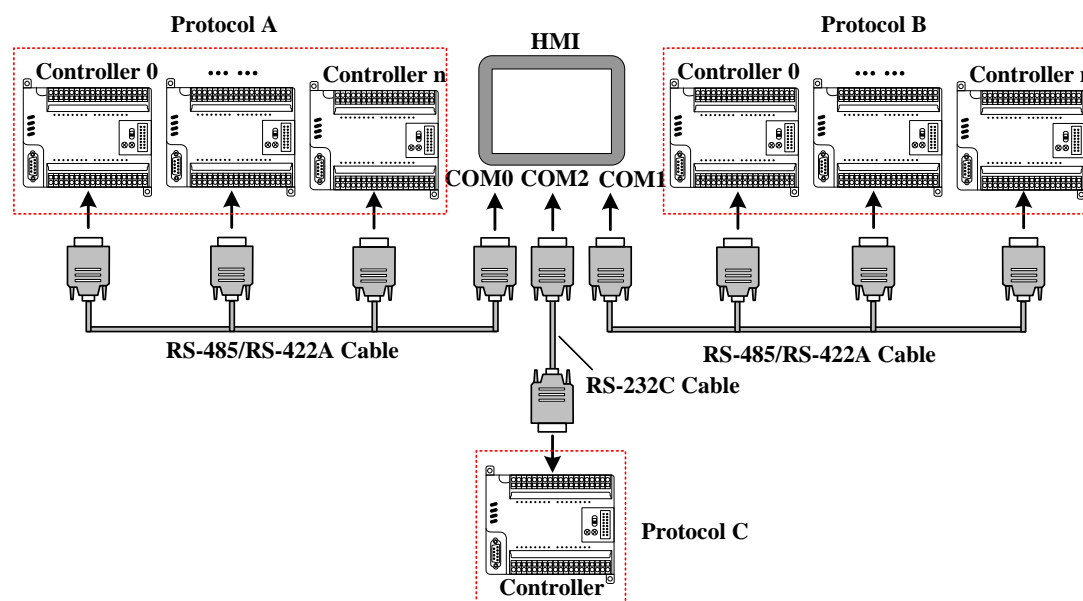 Protocol A
HMI
Protocol B
Controller 0
... ...
Controller n
Controller 0
... ...
Controller
COM0 COM2 COM1
RS-485/RS-422A Cable
RS-485/RS-422A Cable
RS-232C Cable
Protocol C
Controller